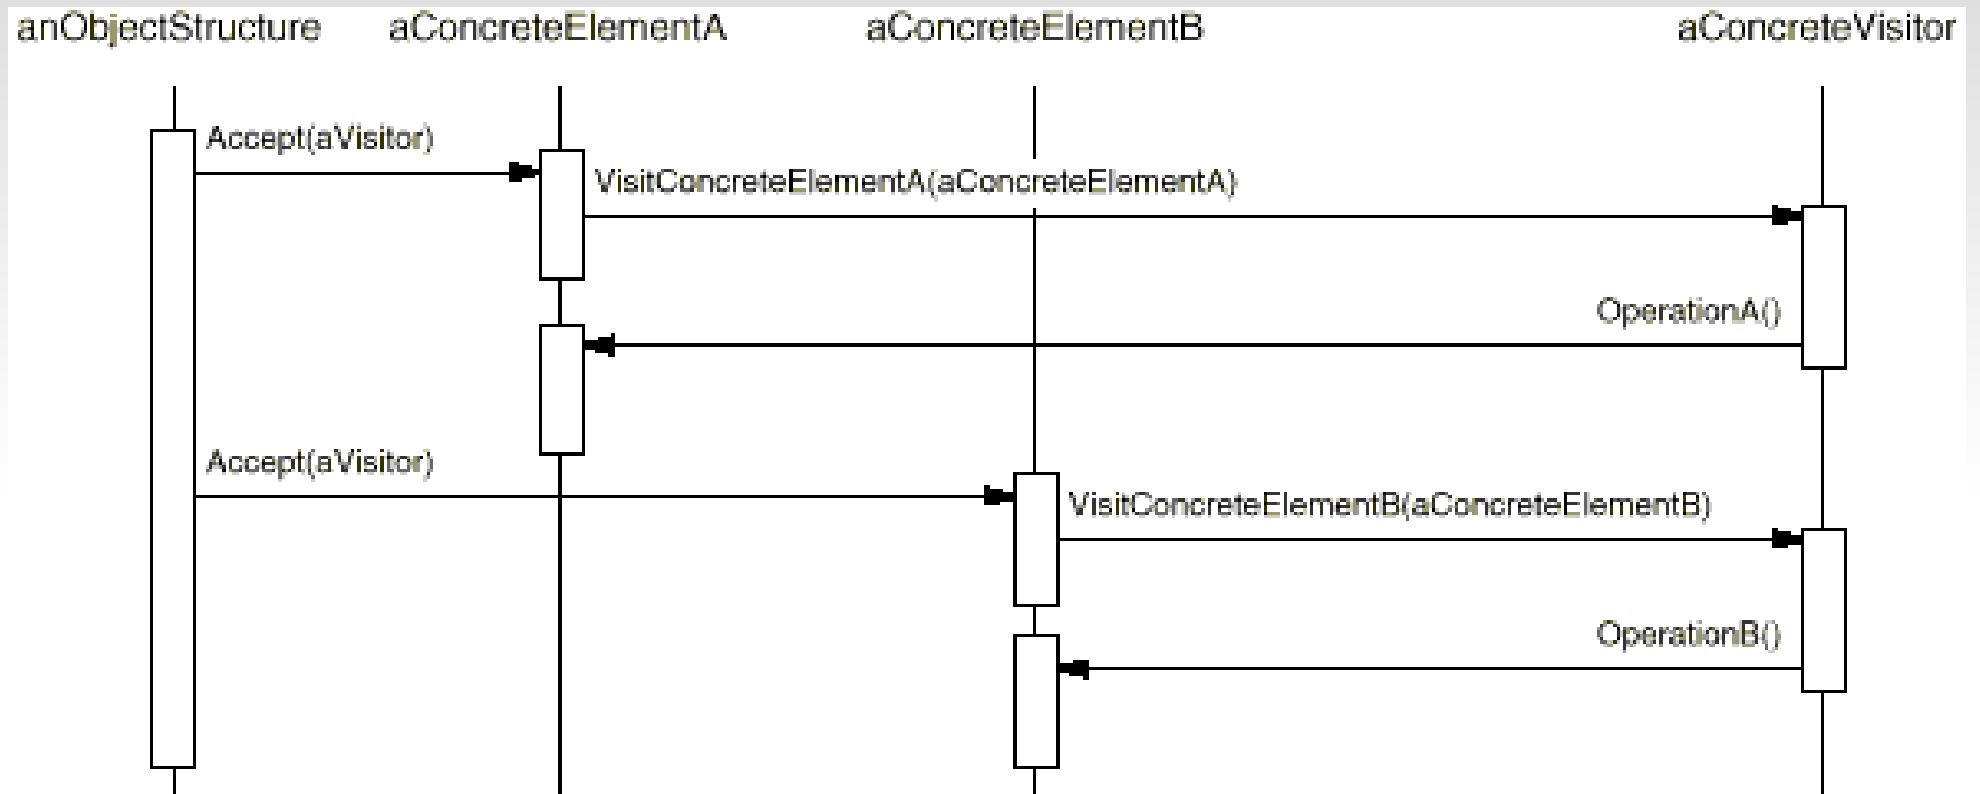 anObjectStructure aConcreteElementA aConcreteElementB aConcreteVisitor
Accept(aVisitor)
VisitConcreteElementA(aConcreteElementA)
OperationA()
Accept(aVisitor)
VisitConcreteElementB(aConcreteElementB)
OperationB()